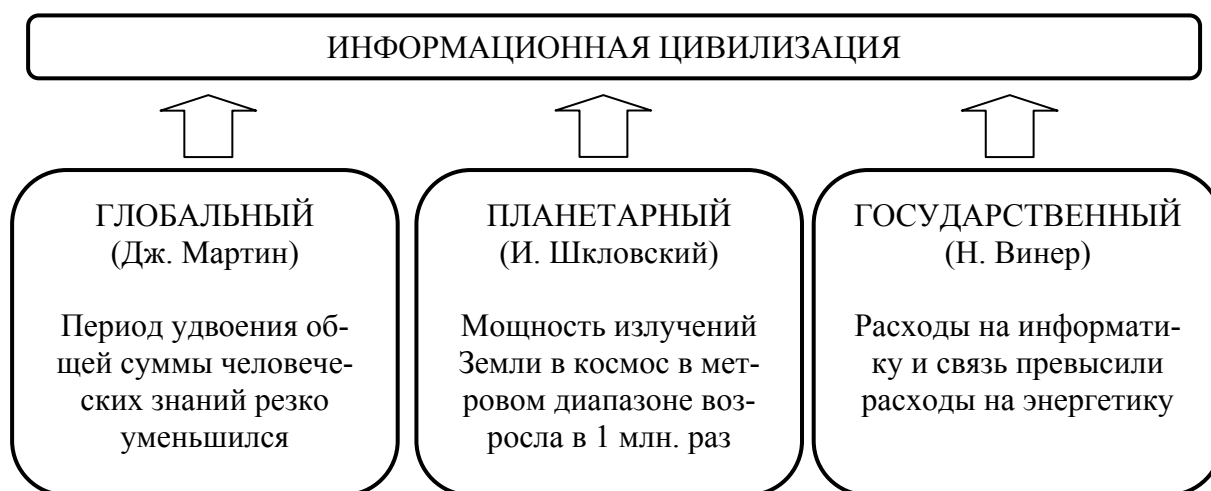 ИНФОРМАЦИОННАЯ ЦИВИЛИЗАЦИЯ
ГЛОБАЛЬНЫЙ
(Дж. Мартин)
Период удвоения об-
щей суммы человече-
ских знаний резко
уменьшился
ПЛАНЕТАРНЫЙ
(И. Шкловский)
Мощность излучений
Земли в космос в мет-
ровом диапазоне воз-
росла в 1 млн. раз
ГОСУДАРСТВЕННЫЙ
(Н. Винер)
Расходы на информати-
ку и связь превысили
расходы на энергетику